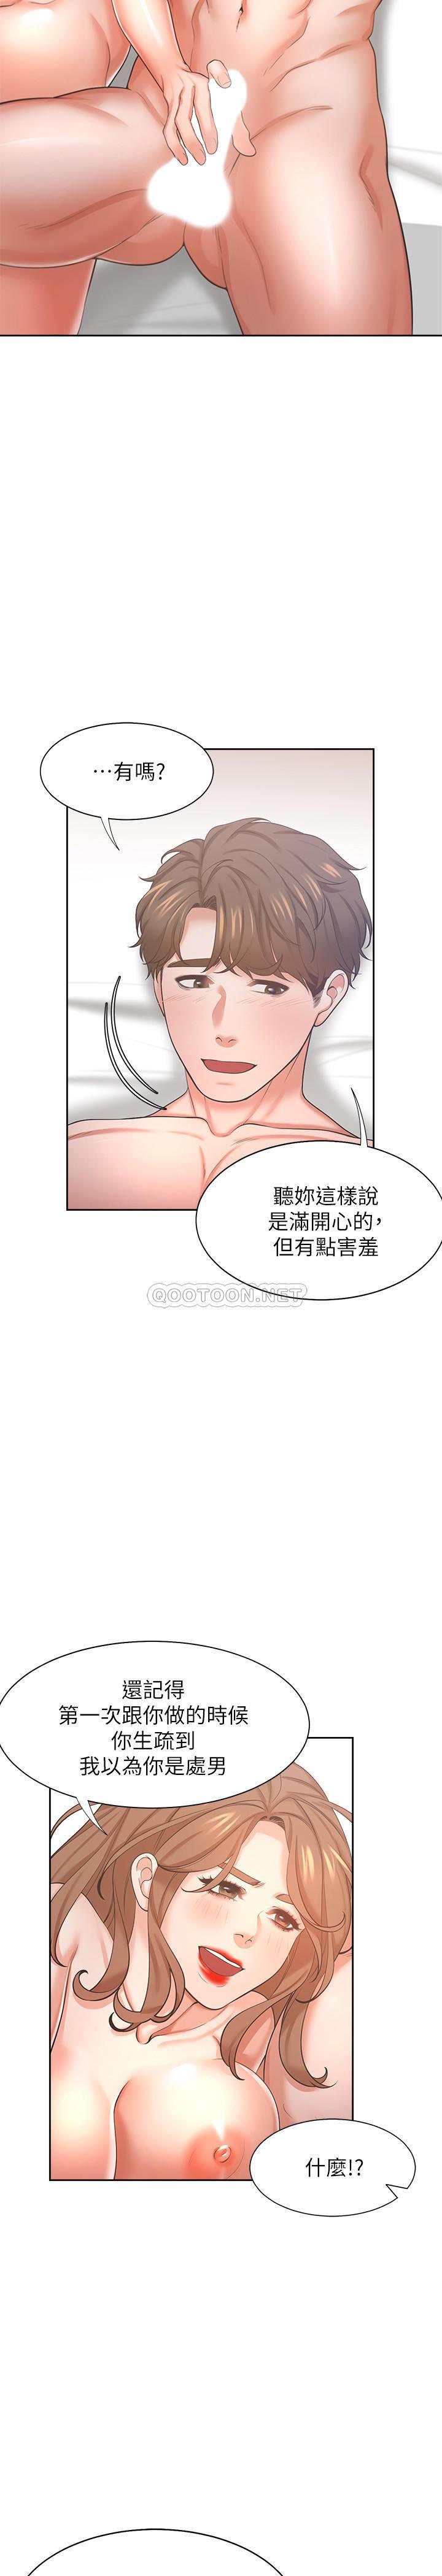 …有嗎?
聽妳這樣說
是滿開心的,
但有點害羞
QOOTOON.NET
還記得
第一次跟你做的時候
你生疏到
我以為你是處男
什麼!?